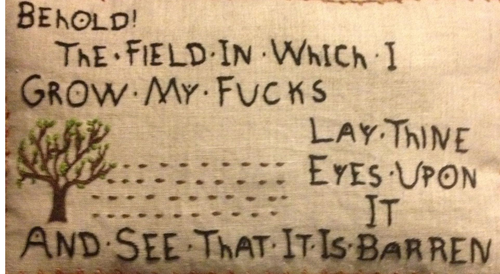 BEhOLD!
ThE·FIELD·IN·WhICh·I
GROW·MY·FUCKS
LAY·ThINE
EYES·UPON
IT
AND·SEE·ThAT·IT·IS·BARREN